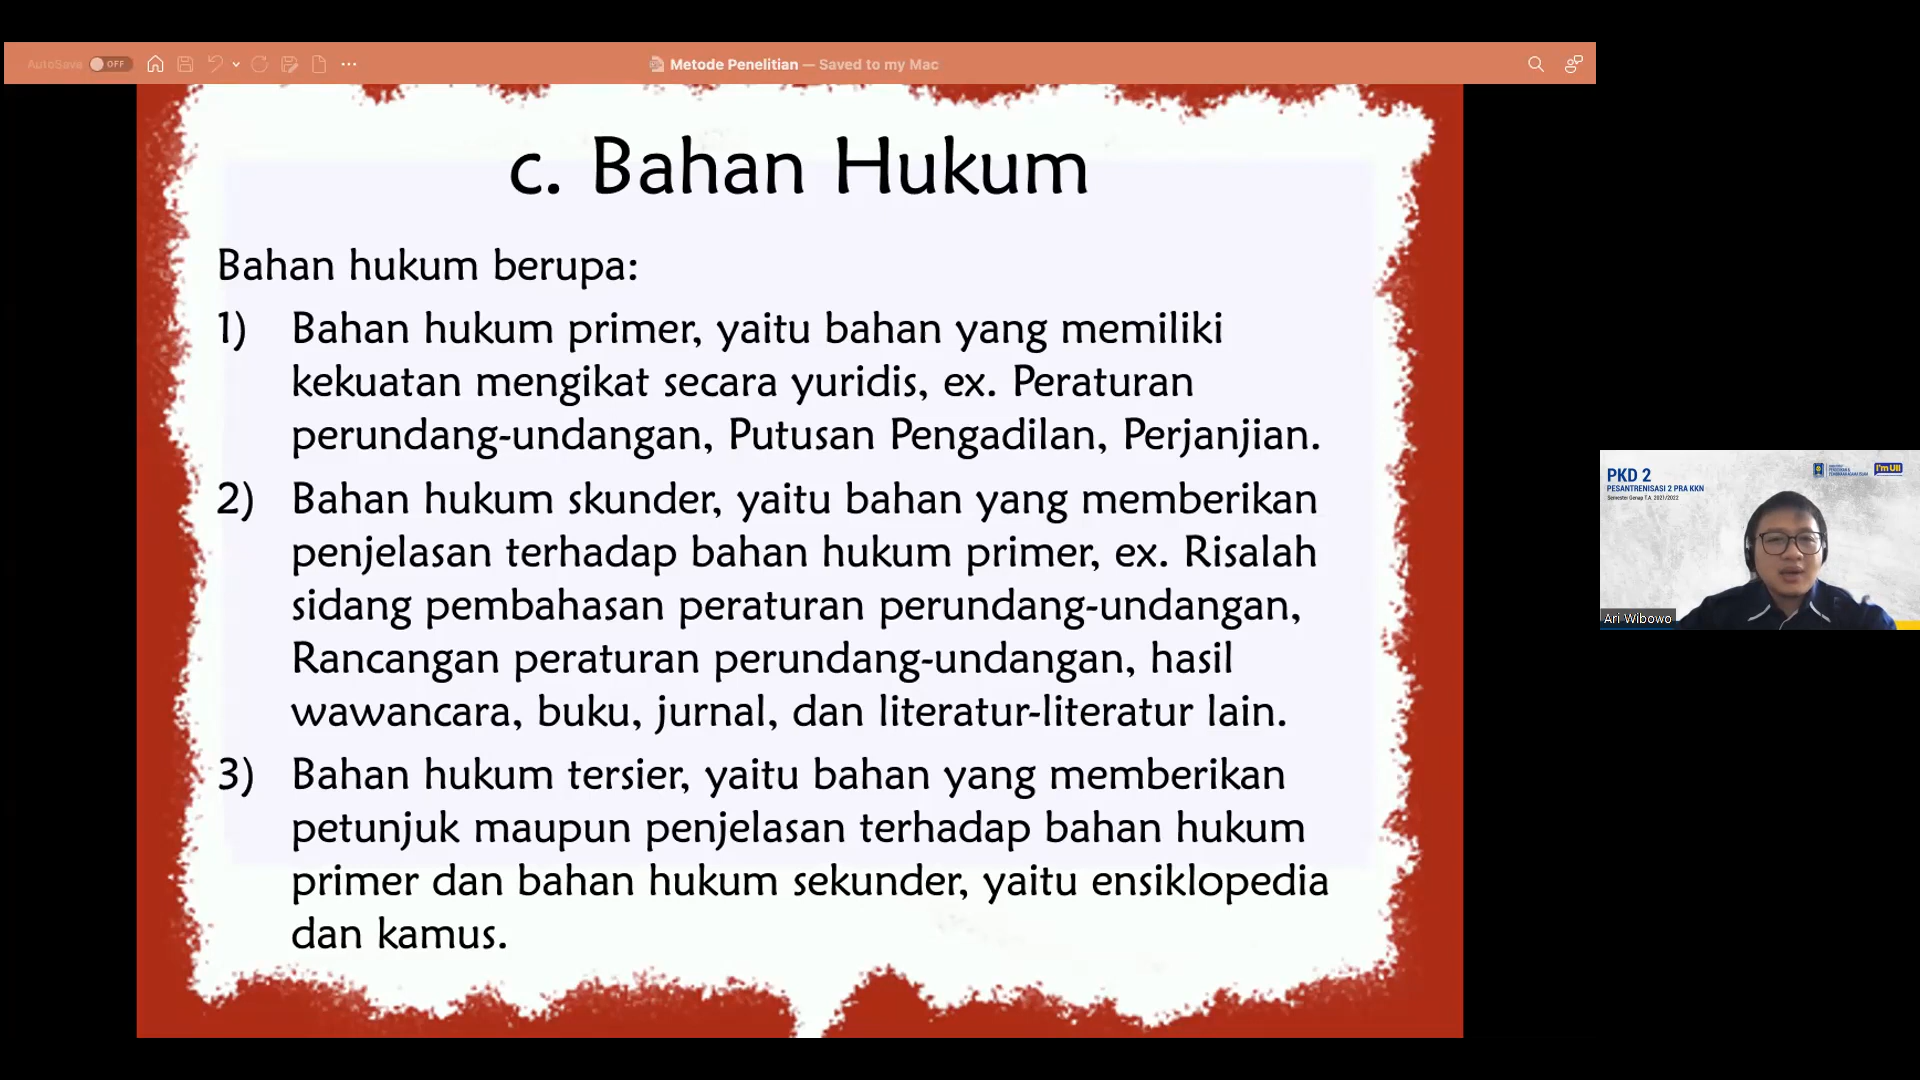 AutoSave OFF
Metode Penelitian — Saved to my Mac
c. Bahan Hukum
Bahan hukum berupa:
1) Bahan hukum primer, yaitu bahan yang memiliki
kekuatan mengikat secara yuridis, ex. Peraturan
perundang-undangan, Putusan Pengadilan, Perjanjian.
2) Bahan hukum skunder, yaitu bahan yang memberikan
penjelasan terhadap bahan hukum primer, ex. Risalah
sidang pembahasan peraturan perundang-undangan,
Rancangan peraturan perundang-undangan, hasil
wawancara, buku, jurnal, dan literatur-literatur lain.
3) Bahan hukum tersier, yaitu bahan yang memberikan
petunjuk maupun penjelasan terhadap bahan hukum
primer dan bahan hukum sekunder, yaitu ensiklopedia
dan kamus.
PKD 2
PESANTRENISASI 2 PRA KKN
Semester Genap T.A. 2021/2022
I'm UII
Ari Wibowo